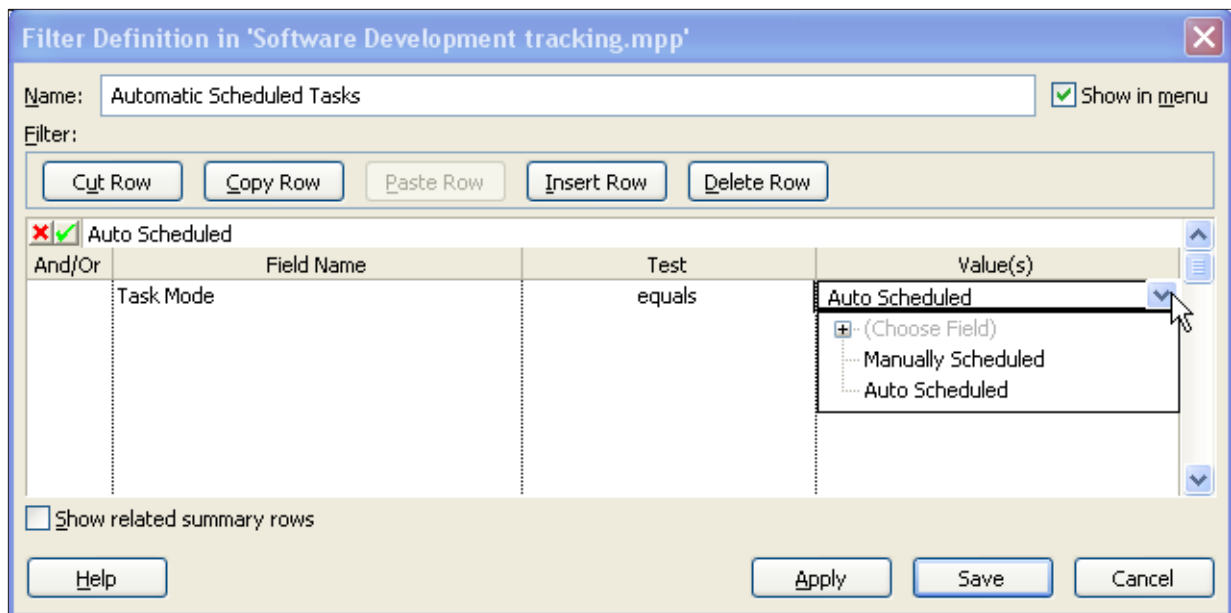 Filter Definition in 'Software Development tracking.mpp'
Name: Automatic Scheduled Tasks Show in menu
Filter:
Cut Row Copy Row Paste Row Insert Row Delete Row
Auto Scheduled
And/Or Field Name Test Value(s)
Task Mode equals Auto Scheduled
(Choose Field)
Manually Scheduled
Auto Scheduled
Show related summary rows
Help Apply Save Cancel